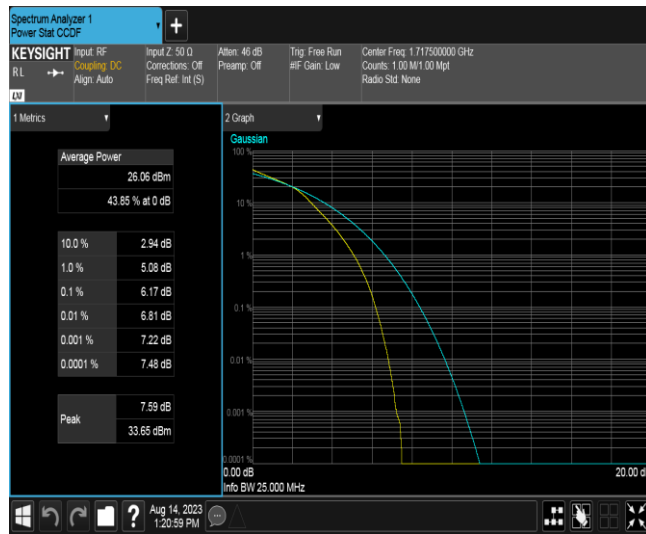 Spectrum Analyzer 1
Power Stat CCDF
KEYSIGHT
RL
LXI
Input: RF
Coupling: DC
Align: Auto
Input Z: 50 Ω
Corrections: Off
Freq Ref: Int (S)
Atten: 46 dB
Preamp: Off
Trig: Free Run
#IF Gain: Low
Center Freq: 1.717500000 GHz
Counts: 1.00 M/1.00 Mpt
Radio Std: None
1 Metrics
Average Power
26.06 dBm
43.85 % at 0 dB
10.0 % 2.94 dB
1.0 % 5.08 dB
0.1 % 6.17 dB
0.01 % 6.81 dB
0.001 % 7.22 dB
0.0001 % 7.48 dB
Peak
7.59 dB
33.65 dBm
2 Graph
Gaussian
100 %
10 %
1 %
0.1 %
0.01 %
0.001 %
0.0001 %
0.00 dB 20.00 d
Info BW 25.000 MHz
?
Aug 14, 2023
1:20:59 PM